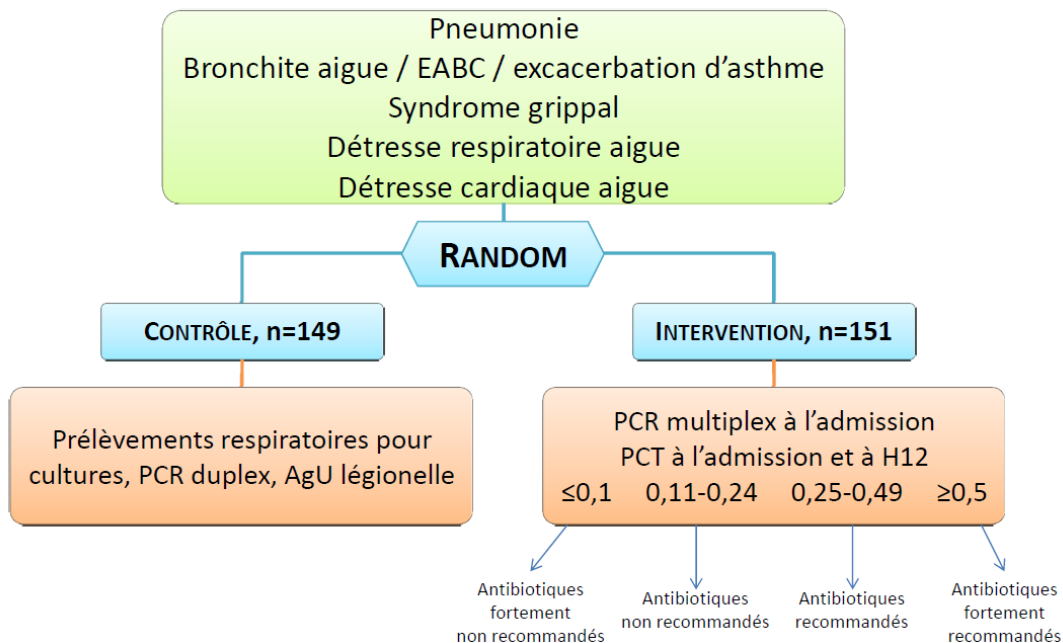 Pneumonie
Bronchite aigue / EABC / excacerbation d'asthme
Syndrome grippal
Détresse respiratoire aigue
Détresse cardiaque aigue
RANDOM
CONTRÔLE, n=149
INTERVENTION, n=151
Prélèvements respiratoires pour
cultures, PCR duplex, AgU légionelle
PCR multiplex à l'admission
PCT à l'admission et à H12
≤0,1 0,11-0,24 0,25-0,49 ≥0,5
Antibiotiques
fortement
non recommandés
Antibiotiques
non recommandés
Antibiotiques
recommandés
Antibiotiques
fortement
recommandés